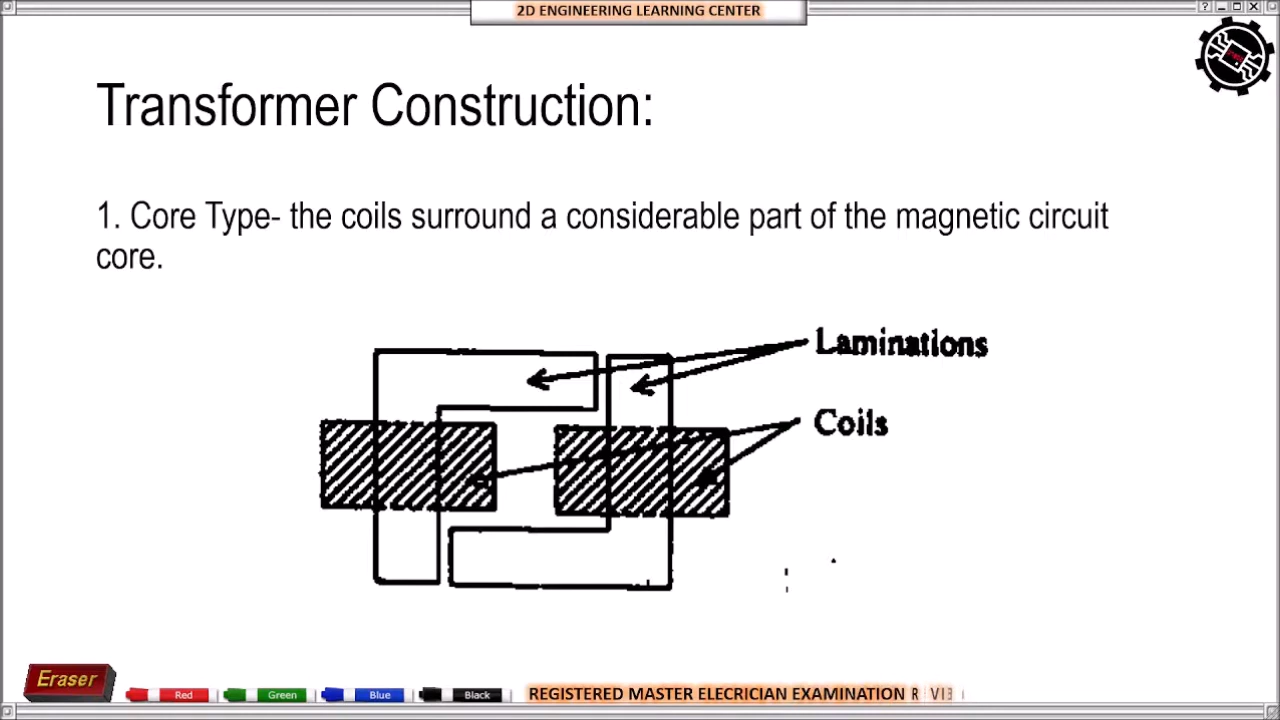 2D ENGINEERING LEARNING CENTER
Transformer Construction:
1. Core Type- the coils surround a considerable part of the magnetic circuit
core.
Laminations
Coils
Eraser
Red
Green
Blue
Black
REGISTERED MASTER ELECRICIAN EXAMINATION